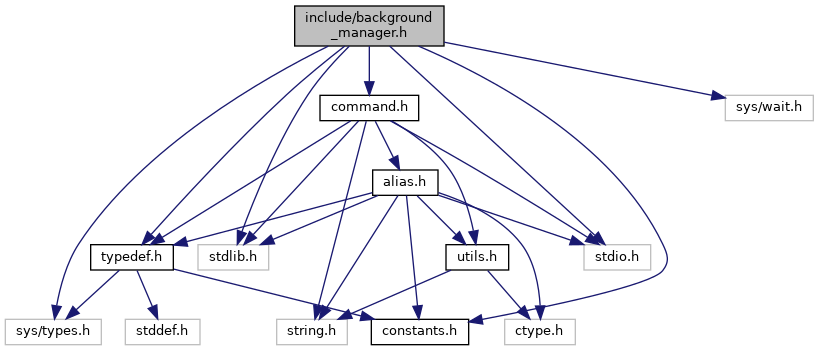 include/background
_manager.h
command.h
sys/wait.h
alias.h
typedef.h
stdlib.h
utils.h
stdio.h
sys/types.h
stddef.h
string.h
constants.h
ctype.h